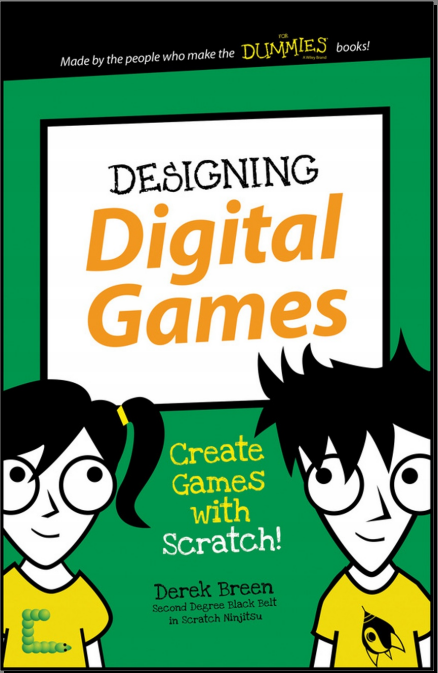 Made by the people who make the FOR DUMMIES books!
A Wiley Brand
DESIGNING
Digital
Games
Create
Games
with
Scratch!
Derek Breen
Second Degree Black Belt
in Scratch Ninjitsu